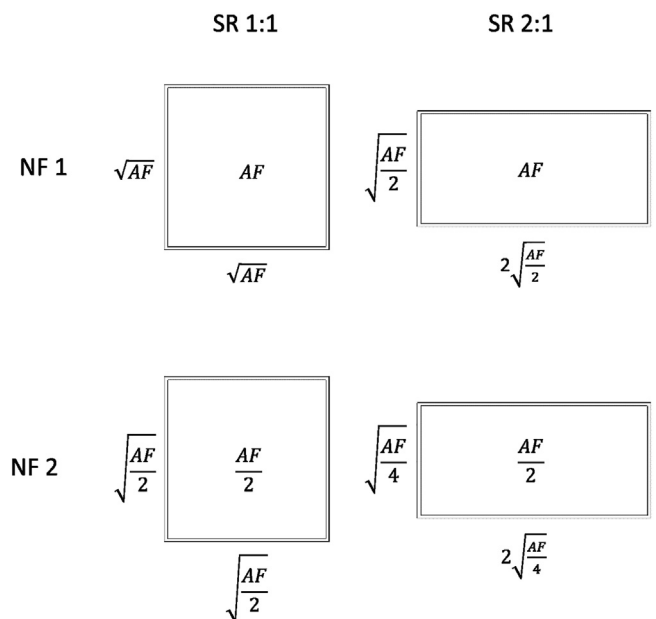 SR 1:1 SR 2:1
NF 1 √AF AF √(AF/2) AF
√AF 2√(AF/2)
NF 2 √(AF/2) AF/2 √(AF/4) AF/2
√(AF/2) 2√(AF/4)